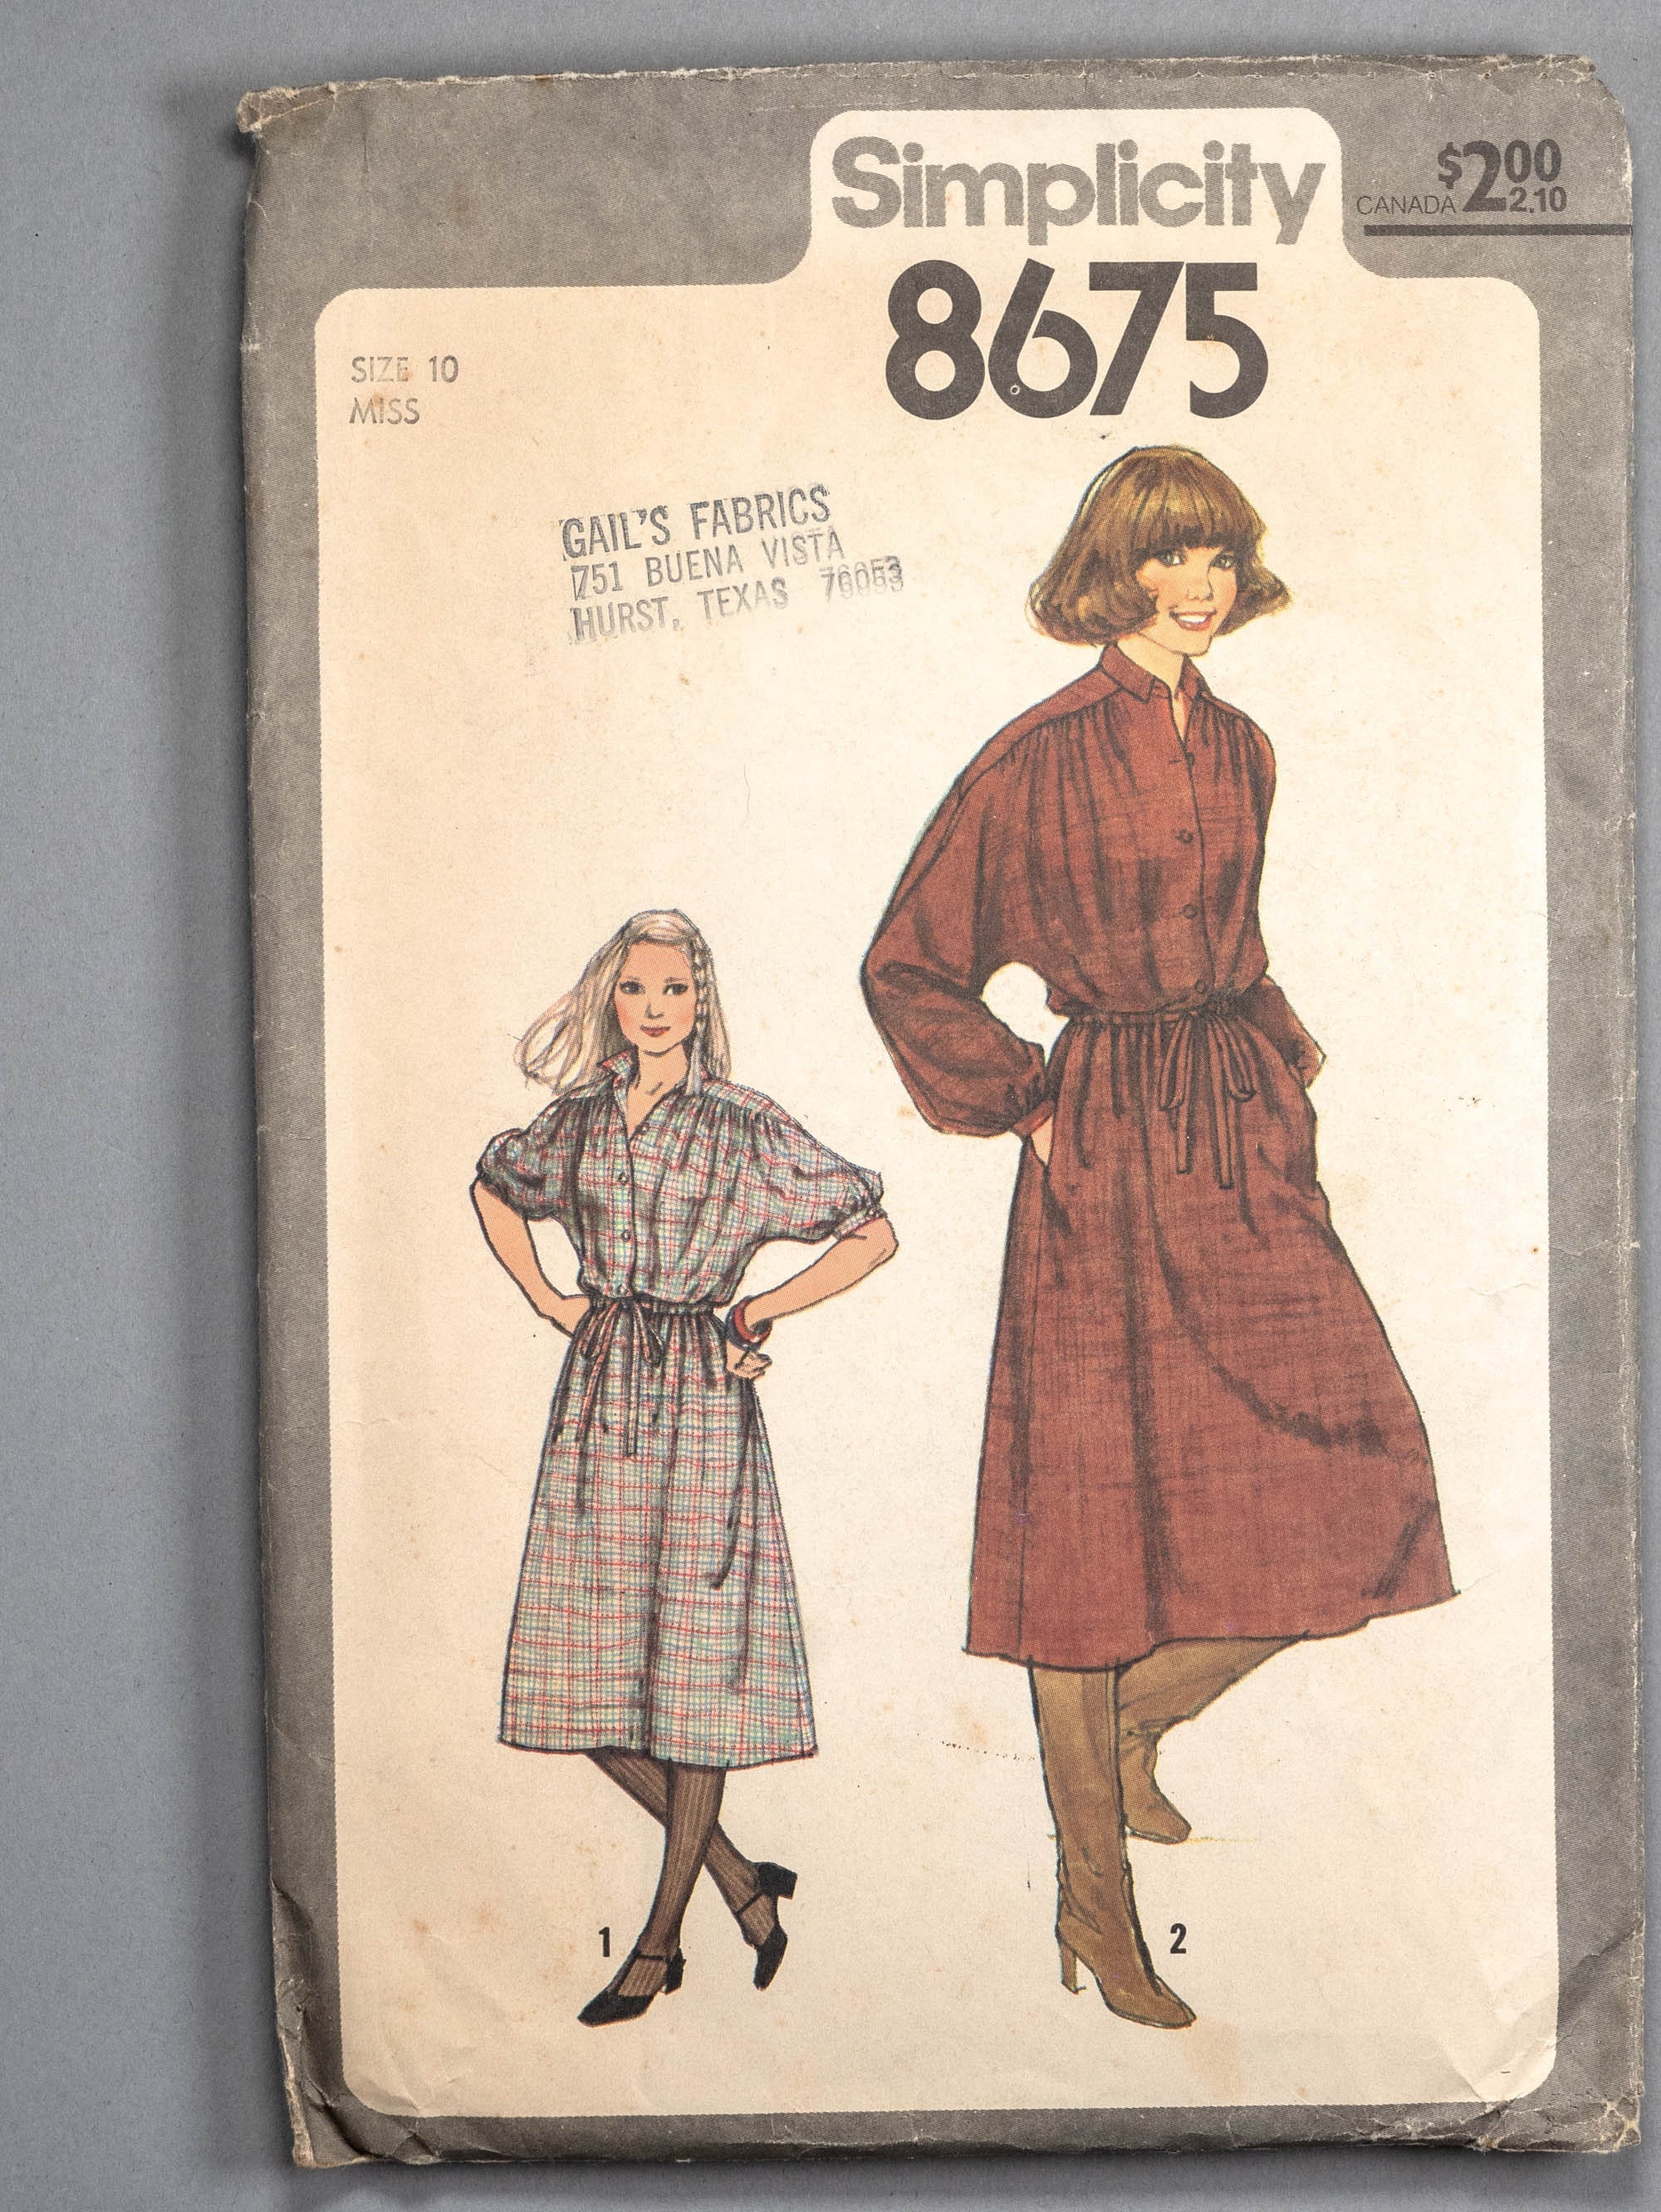 Simplicity
$2.00
CANADA 2.10
8675
SIZE 10
MISS
GAIL'S FABRICS
751 BUENA VISTA
HURST, TEXAS 76053
1
2